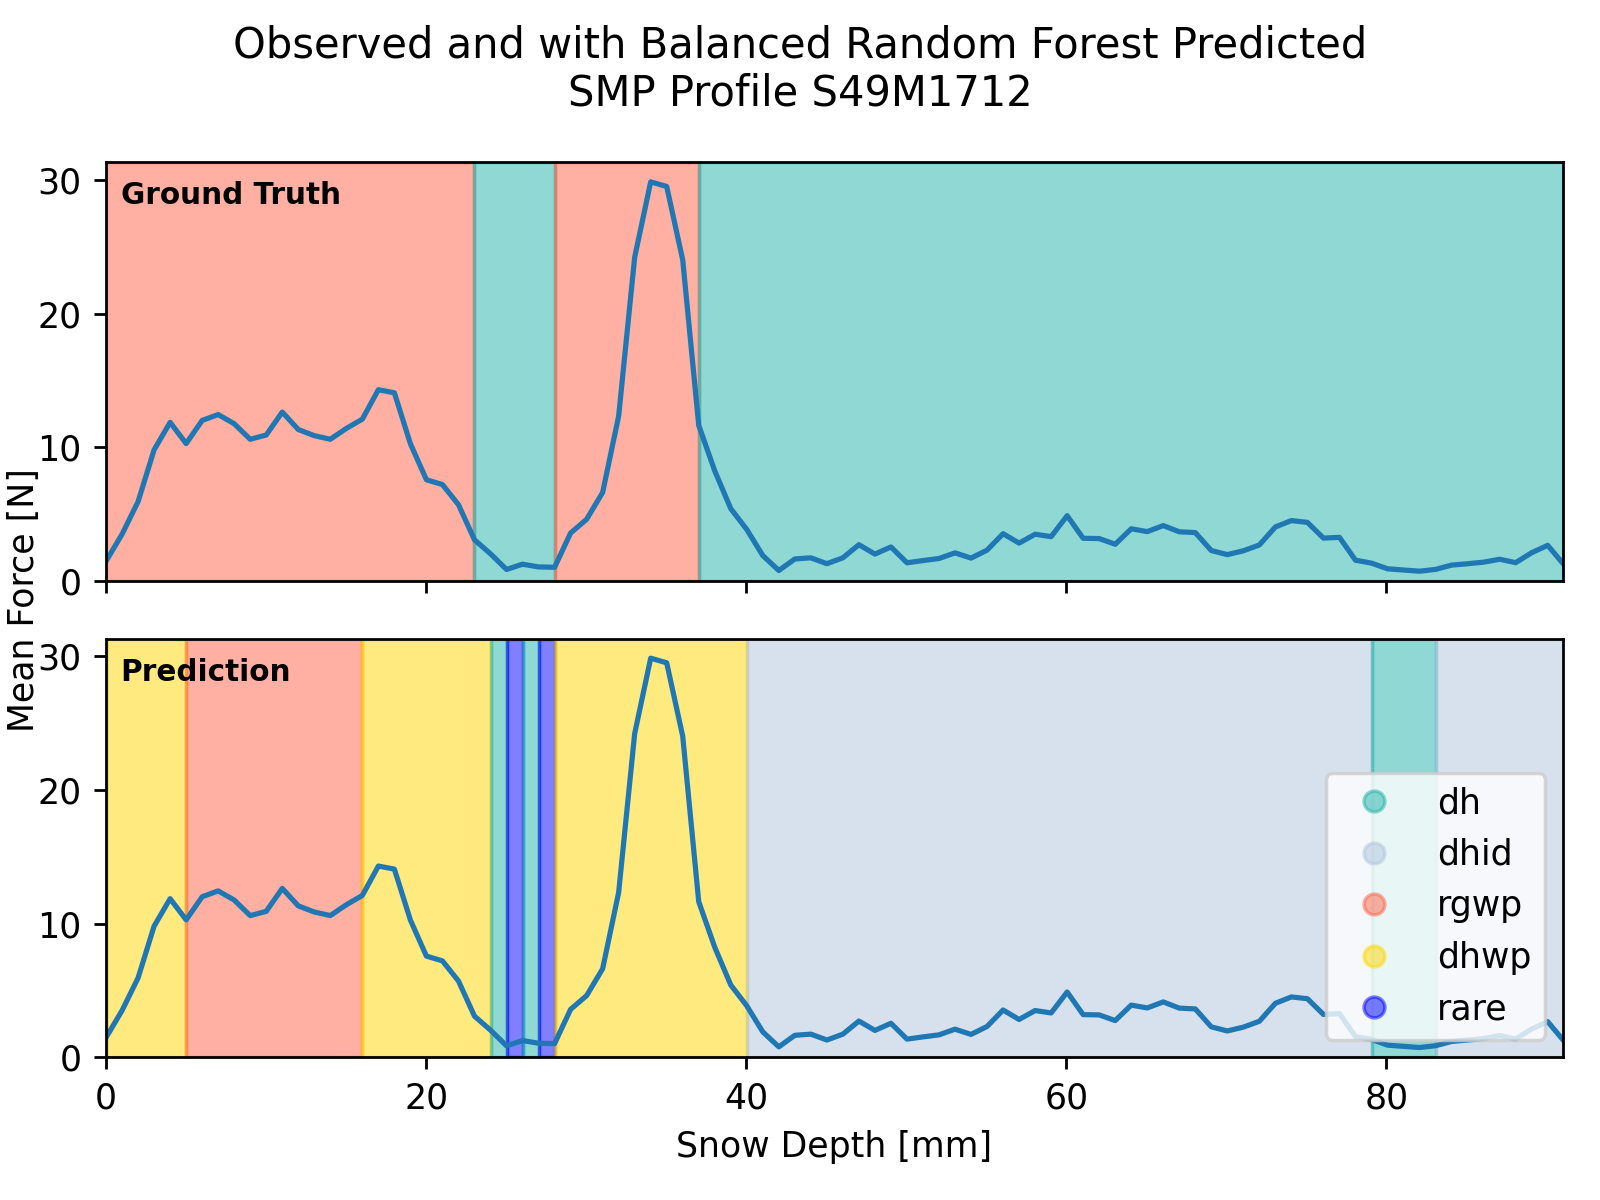 Observed and with Balanced Random Forest Predicted
SMP Profile S49M1712
Mean Force [N]
30
20
10
0
Ground Truth
30
20
10
0
Prediction
dh
dhid
rgwp
dhwp
rare
0 20 40 60 80
Snow Depth [mm]